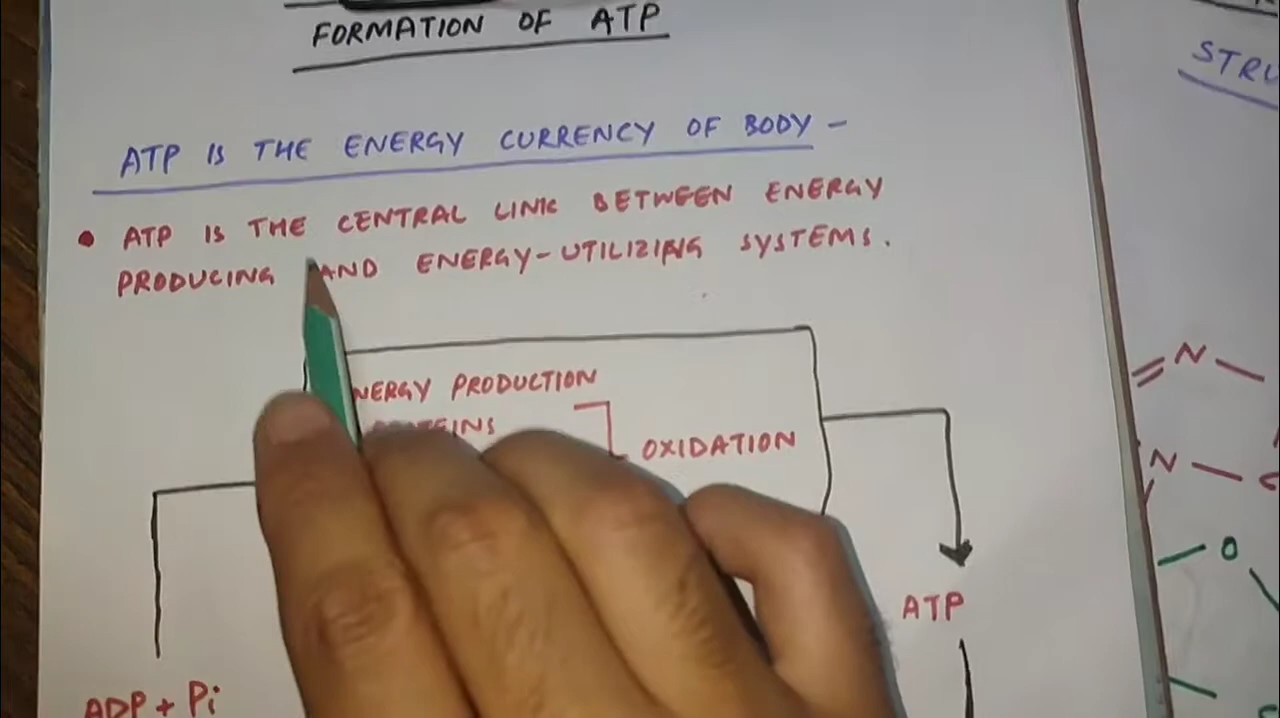 FORMATION OF ATP
ATP IS THE ENERGY CURRENCY OF BODY -
• ATP IS THE CENTRAL LINK BETWEEN ENERGY
PRODUCING AND ENERGY-UTILIZING SYSTEMS.
NERGY PRODUCTION
OXIDATION
ATP
ADP + Pi
STRU
N
N - C
O